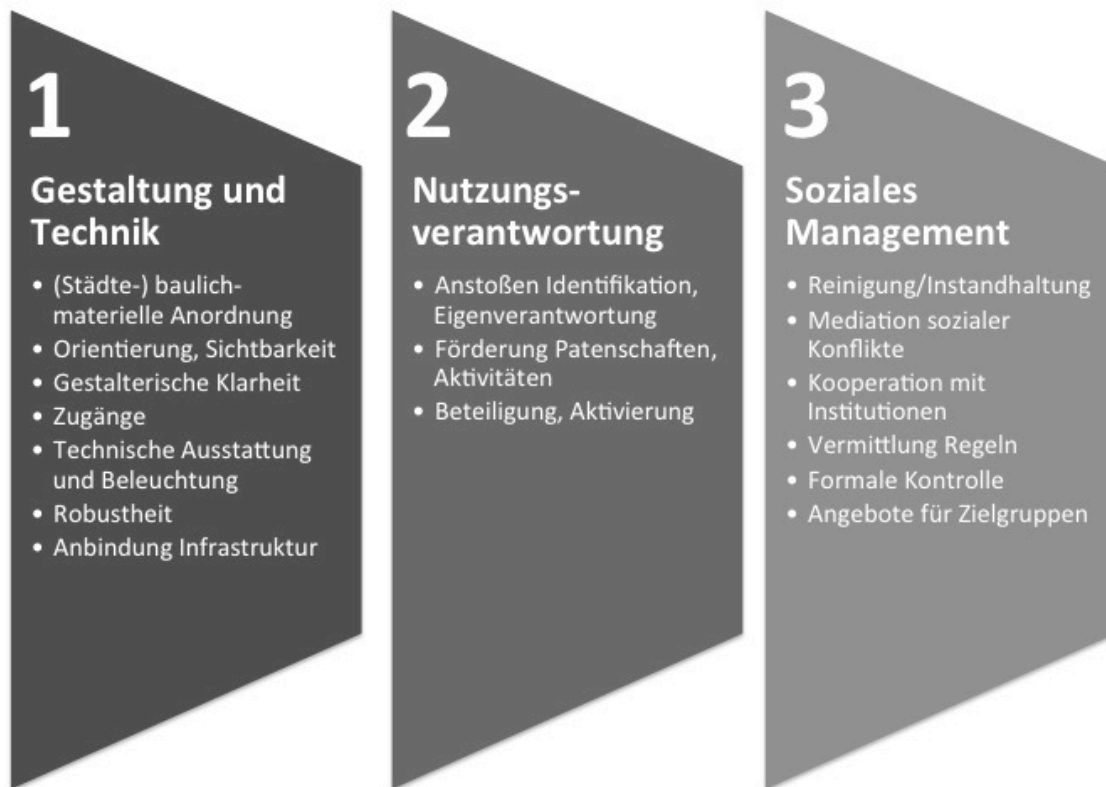 1
Gestaltung und
Technik
• (Städte-) baulich-
materielle Anordnung
• Orientierung, Sichtbarkeit
• Gestalterische Klarheit
• Zugänge
• Technische Ausstattung
und Beleuchtung
• Robustheit
• Anbindung Infrastruktur
2
Nutzungs-
verantwortung
• Anstoßen Identifikation,
Eigenverantwortung
• Förderung Patenschaften,
Aktivitäten
• Beteiligung, Aktivierung
3
Soziales
Management
• Reinigung/Instandhaltung
• Mediation sozialer
Konflikte
• Kooperation mit
Institutionen
• Vermittlung Regeln
• Formale Kontrolle
• Angebote für Zielgruppen